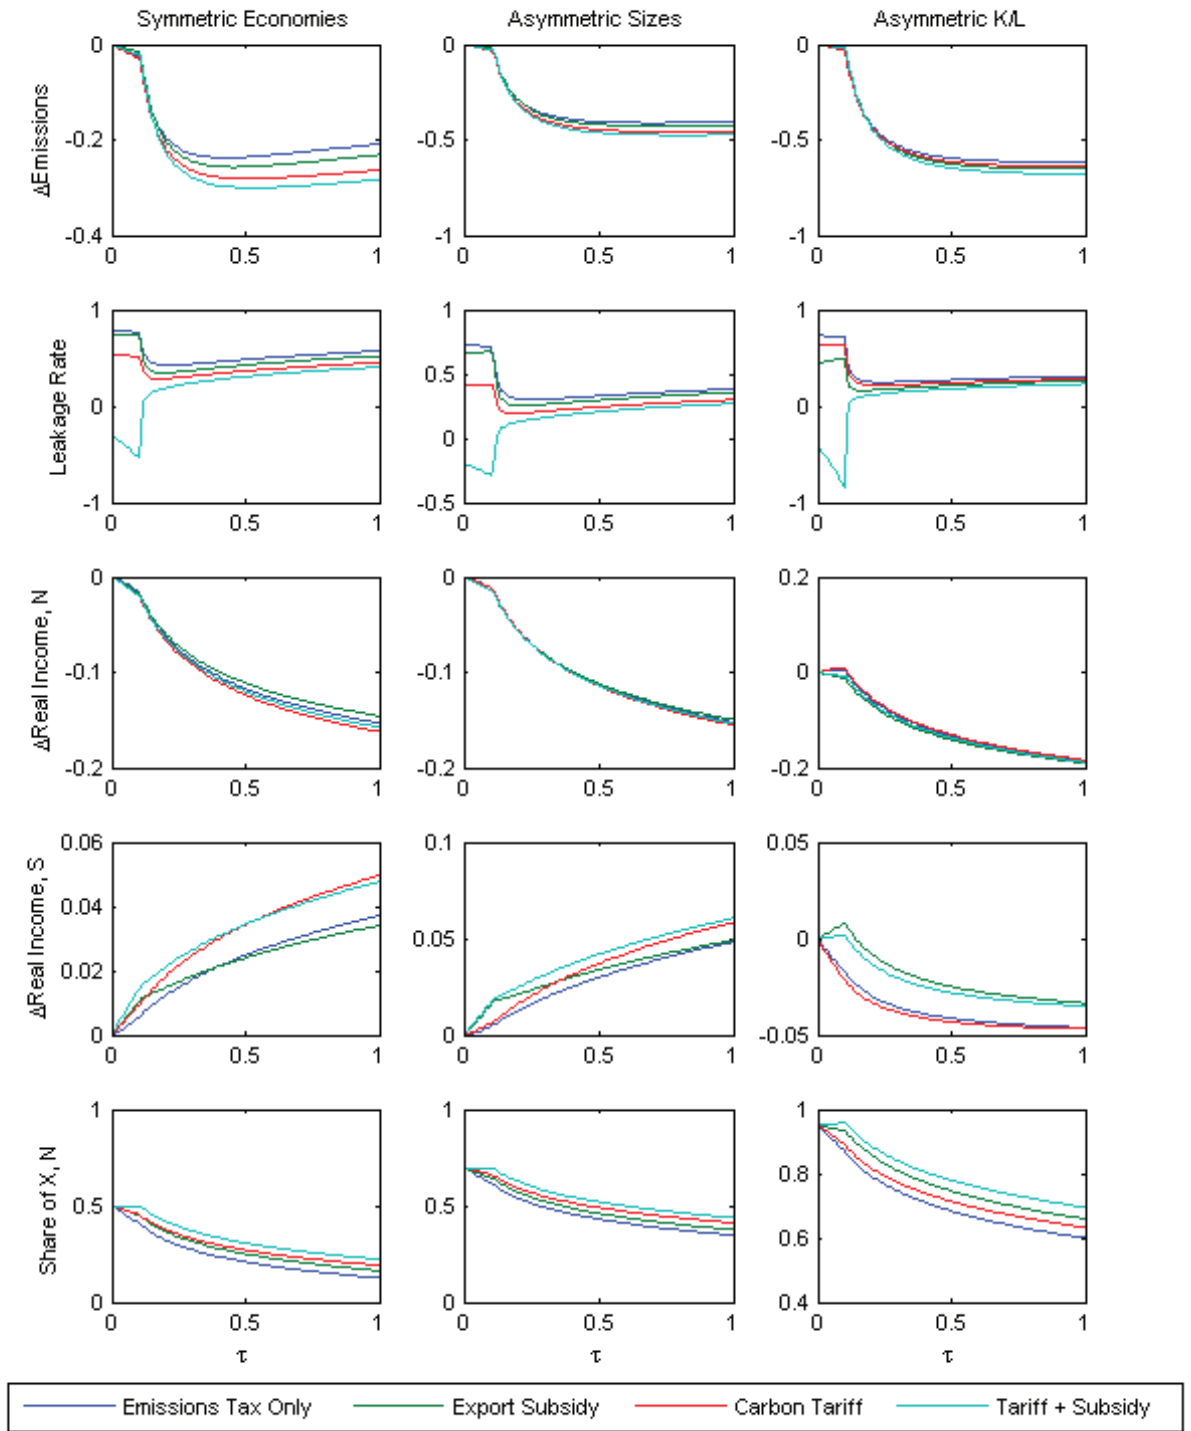 Symmetric Economies
Asymmetric Sizes
Asymmetric K/L
ΔEmissions
0
-0.2
-0.4
0 0.5 1
0
-0.5
-1
0 0.5 1
0
-0.5
-1
0 0.5 1
Leakage Rate
1
0
-1
0 0.5 1
1
0.5
0
-0.5
0 0.5 1
1
0
-1
0 0.5 1
ΔReal Income, N
0
-0.1
-0.2
0 0.5 1
0
-0.1
-0.2
0 0.5 1
0.2
0
-0.2
0 0.5 1
ΔReal Income, S
0.06
0.04
0.02
0
0 0.5 1
0.1
0.05
0
0 0.5 1
0.05
0
-0.05
0 0.5 1
Share of X, N
1
0.5
0
0 0.5 1
τ
1
0.5
0
0 0.5 1
τ
1
0.8
0.6
0.4
0 0.5 1
τ
Emissions Tax Only
Export Subsidy
Carbon Tariff
Tariff + Subsidy